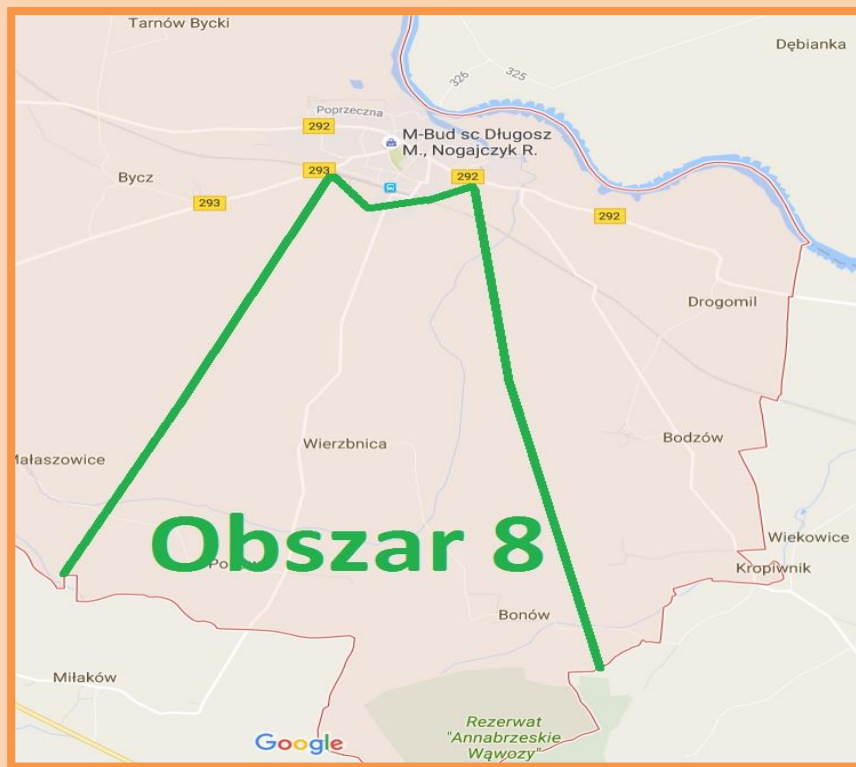 Tarnów Bycki
Dębianka
326
325
Poprzeczna
292
M-Bud sc Długosz
M., Nogajczyk R.
293
Bycz
292
293
292
Drogomil
Wierzbnica
Bodzów
Małaszowice
Obszar 8
Wiekowice
Kropiwnik
Bonów
Miłaków
Rezerwat
"Annabrzeskie
Wąwozy"
Google